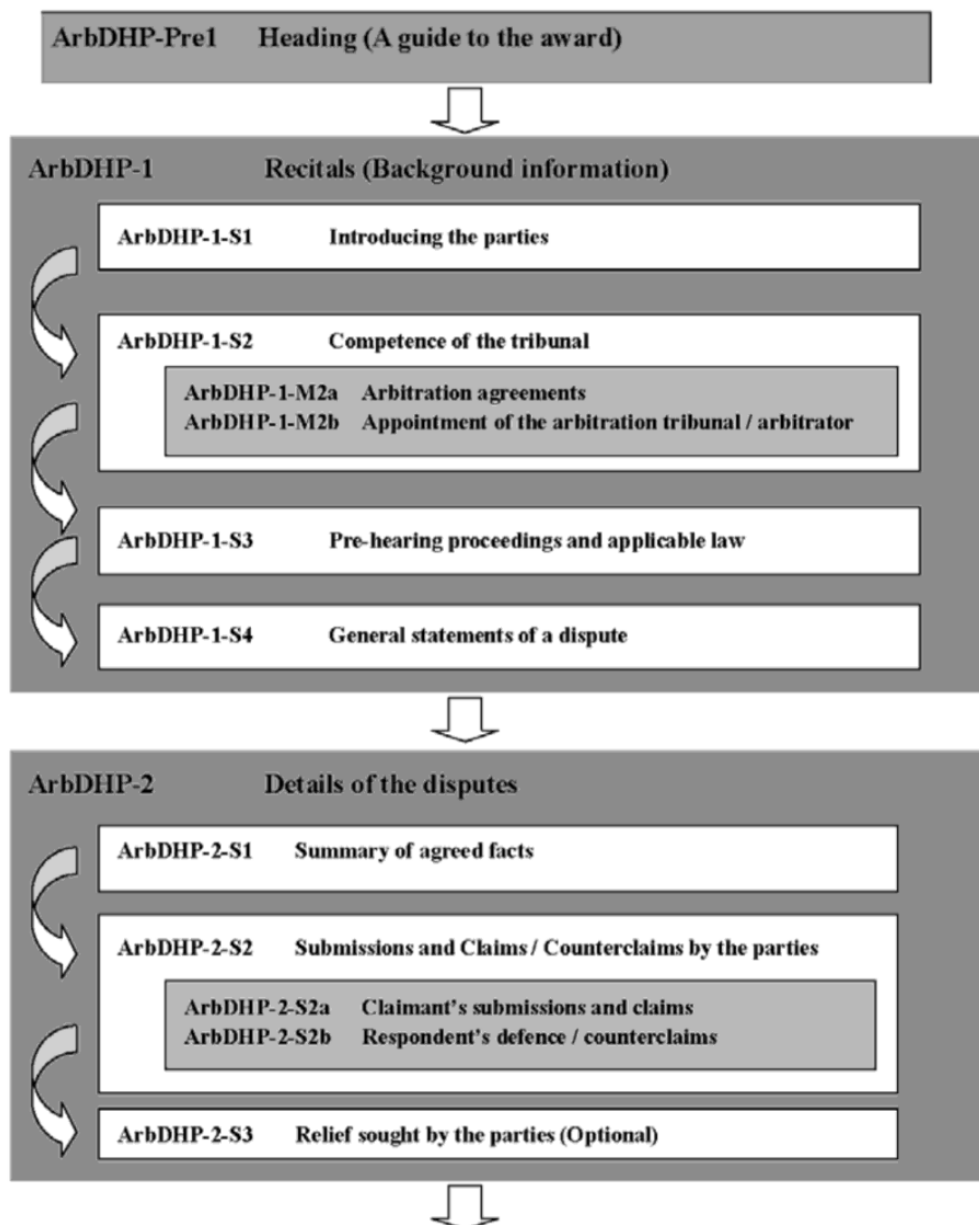 ArbDHP-Pre1 Heading (A guide to the award)
ArbDHP-1 Recitals (Background information)
ArbDHP-1-S1 Introducing the parties
ArbDHP-1-S2 Competence of the tribunal
ArbDHP-1-M2a Arbitration agreements
ArbDHP-1-M2b Appointment of the arbitration tribunal / arbitrator
ArbDHP-1-S3 Pre-hearing proceedings and applicable law
ArbDHP-1-S4 General statements of a dispute
ArbDHP-2 Details of the disputes
ArbDHP-2-S1 Summary of agreed facts
ArbDHP-2-S2 Submissions and Claims / Counterclaims by the parties
ArbDHP-2-S2a Claimant's submissions and claims
ArbDHP-2-S2b Respondent's defence / counterclaims
ArbDHP-2-S3 Relief sought by the parties (Optional)